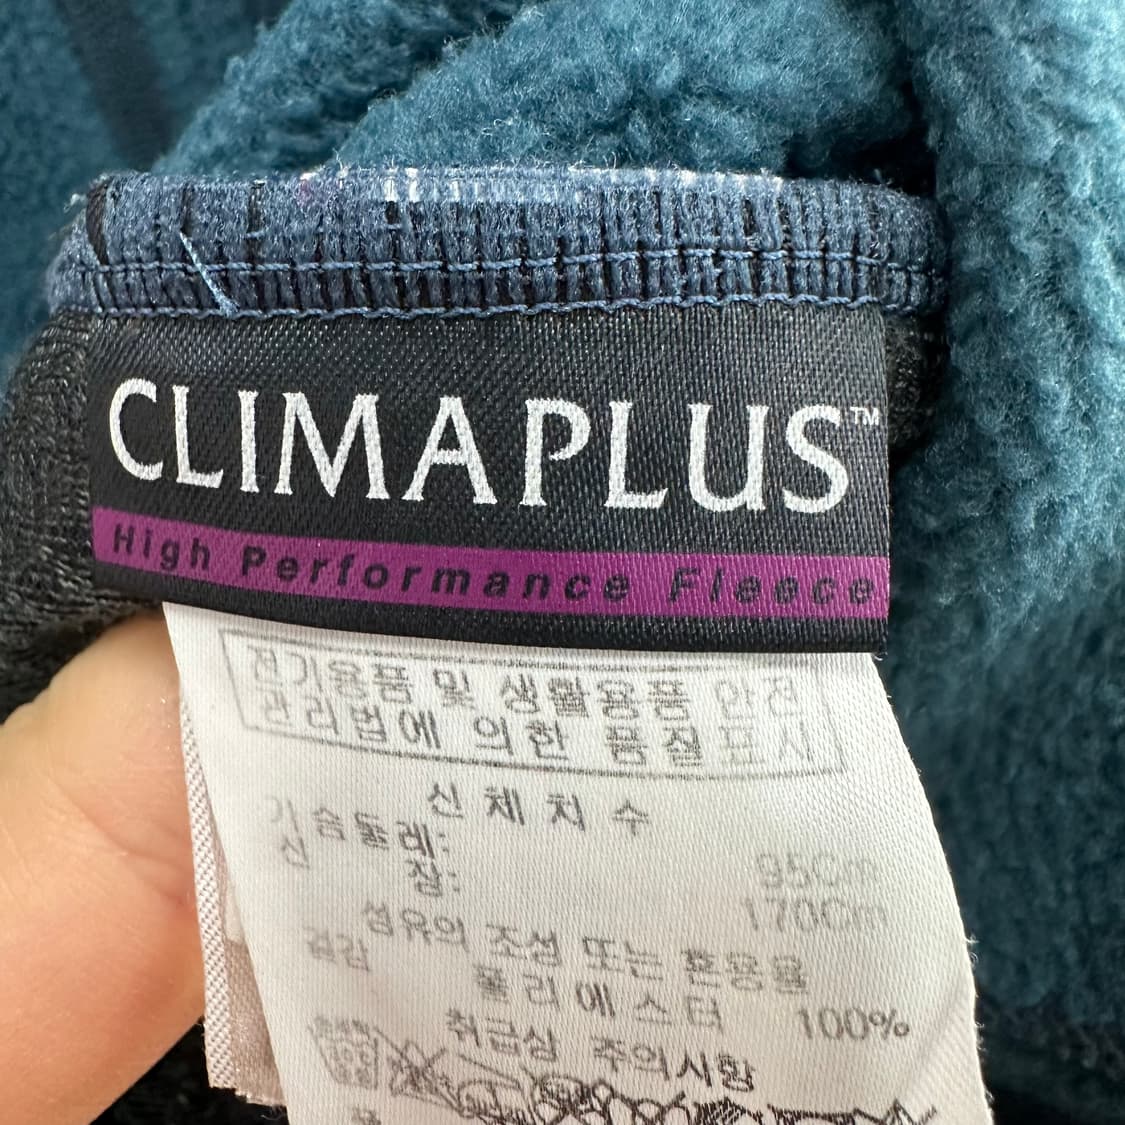 CLIMAPLUS™
High Performance Fleece
전기용품 및 생활용품 안전
관리법에 의한 품질표시
신체치수
가슴둘레: 95Cm
신 장: 170Cm
섬유의 조성 또는 혼용율
겉감 폴리에스터 100%
취급상 주의사항